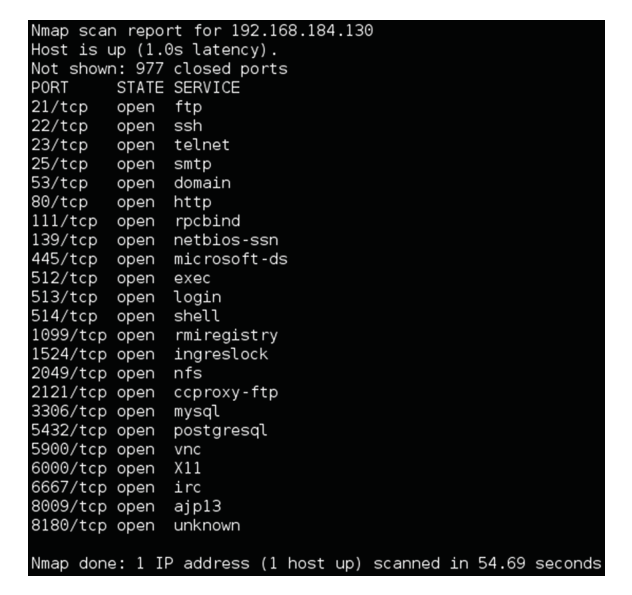 Nmap scan report for 192.168.184.130
Host is up (1.0s latency).
Not shown: 977 closed ports
PORT     STATE SERVICE
21/tcp   open  ftp
22/tcp   open  ssh
23/tcp   open  telnet
25/tcp   open  smtp
53/tcp   open  domain
80/tcp   open  http
111/tcp  open  rpcbind
139/tcp  open  netbios-ssn
445/tcp  open  microsoft-ds
512/tcp  open  exec
513/tcp  open  login
514/tcp  open  shell
1099/tcp open  rmiregistry
1524/tcp open  ingreslock
2049/tcp open  nfs
2121/tcp open  ccproxy-ftp
3306/tcp open  mysql
5432/tcp open  postgresql
5900/tcp open  vnc
6000/tcp open  X11
6667/tcp open  irc
8009/tcp open  ajp13
8180/tcp open  unknown
Nmap done: 1 IP address (1 host up) scanned in 54.69 seconds